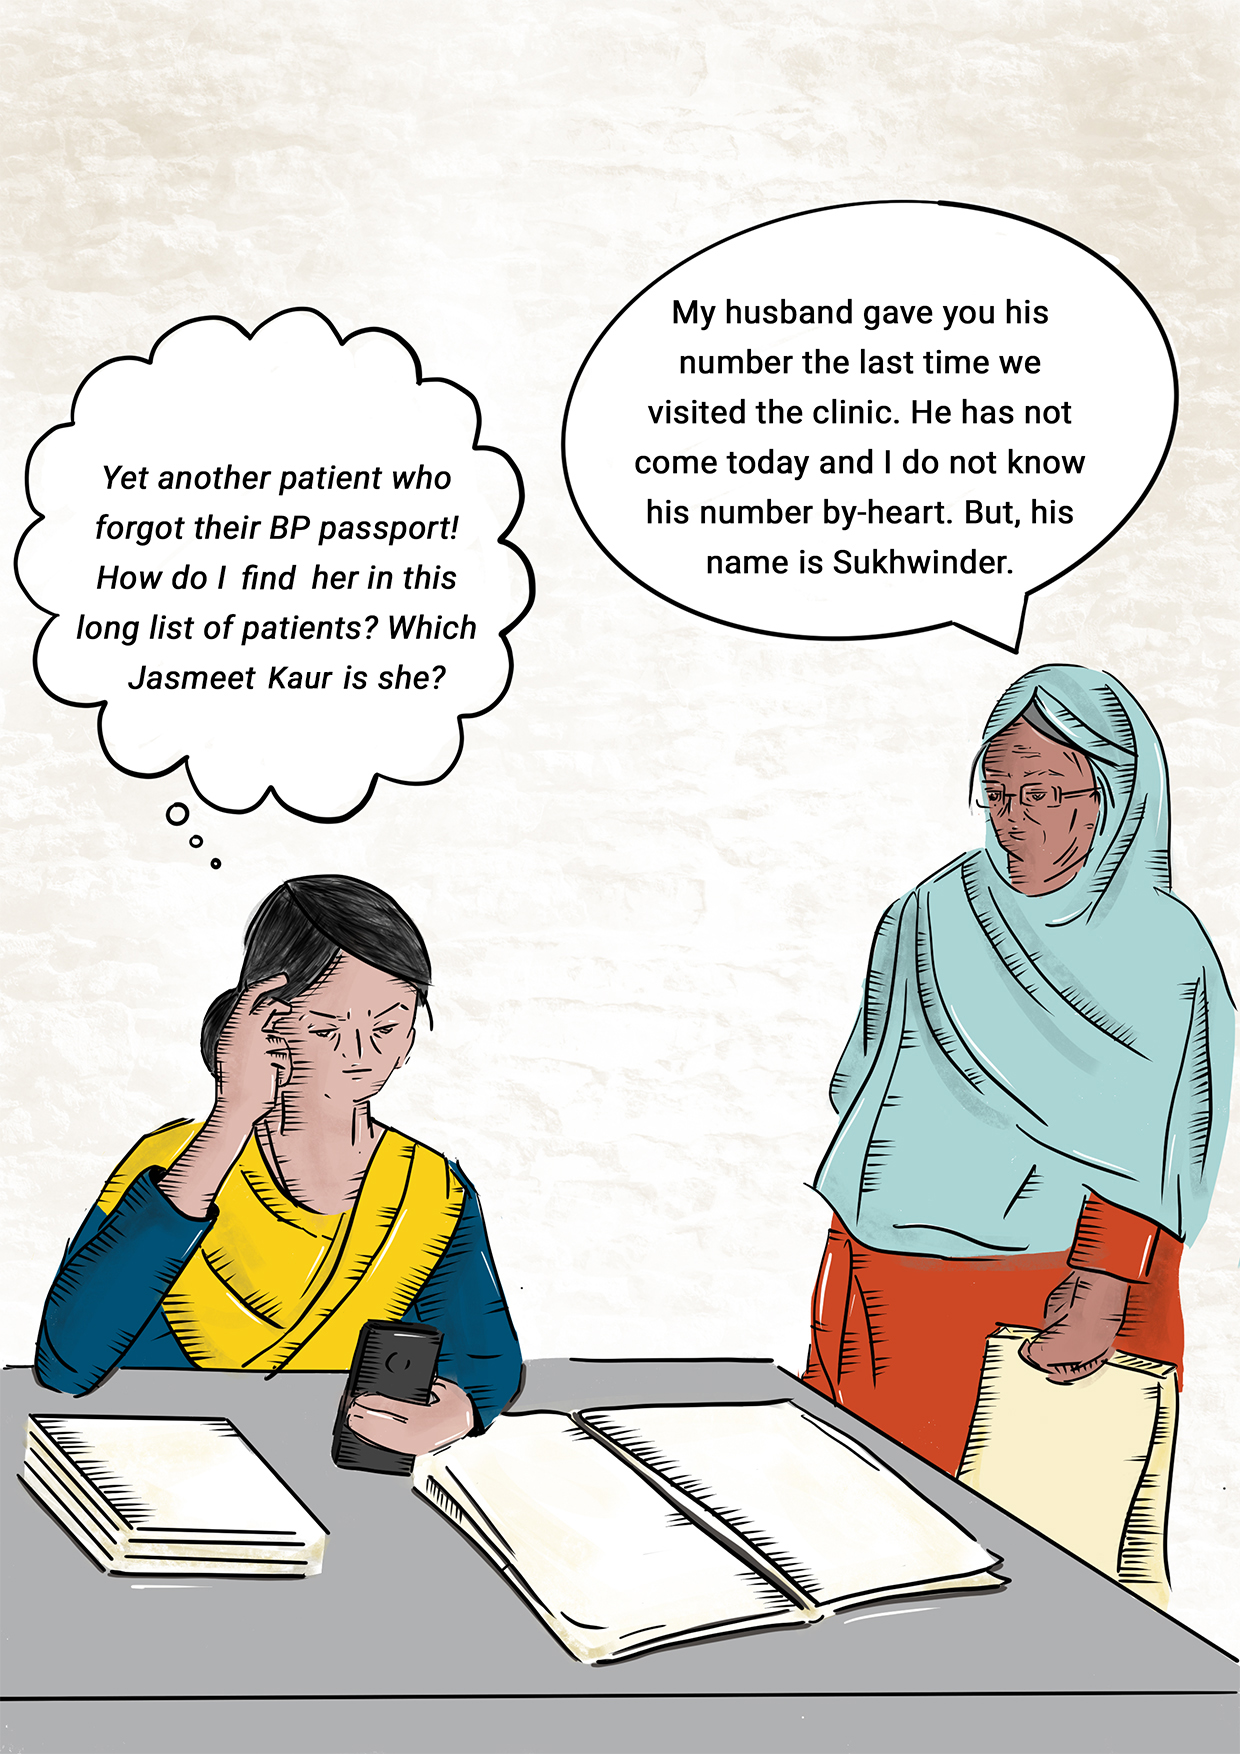 Yet another patient who
forgot their BP passport!
How do I find her in this
long list of patients? Which
Jasmeet Kaur is she?
My husband gave you his
number the last time we
visited the clinic. He has not
come today and I do not know
his number by-heart. But, his
name is Sukhwinder.